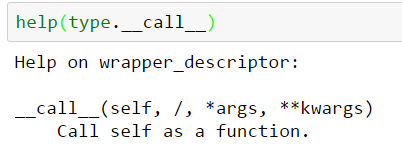 help(type.__call__)
Help on wrapper_descriptor:
__call__(self, /, *args, **kwargs)
Call self as a function.